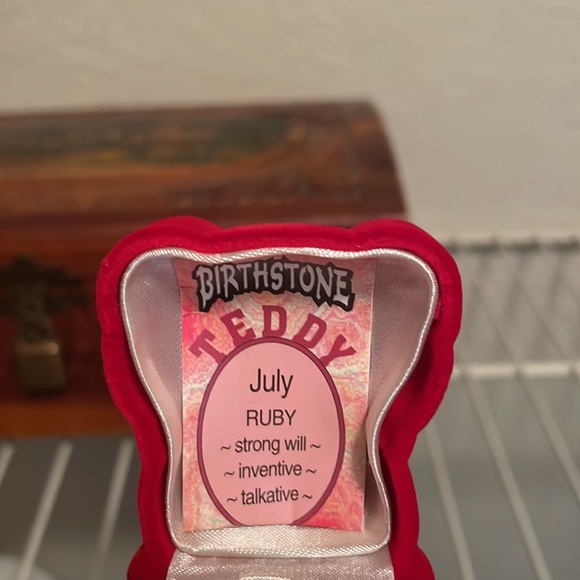 BIRTHSTONE
TEDDY
July
RUBY
~ strong will ~
~ inventive ~
~ talkative ~